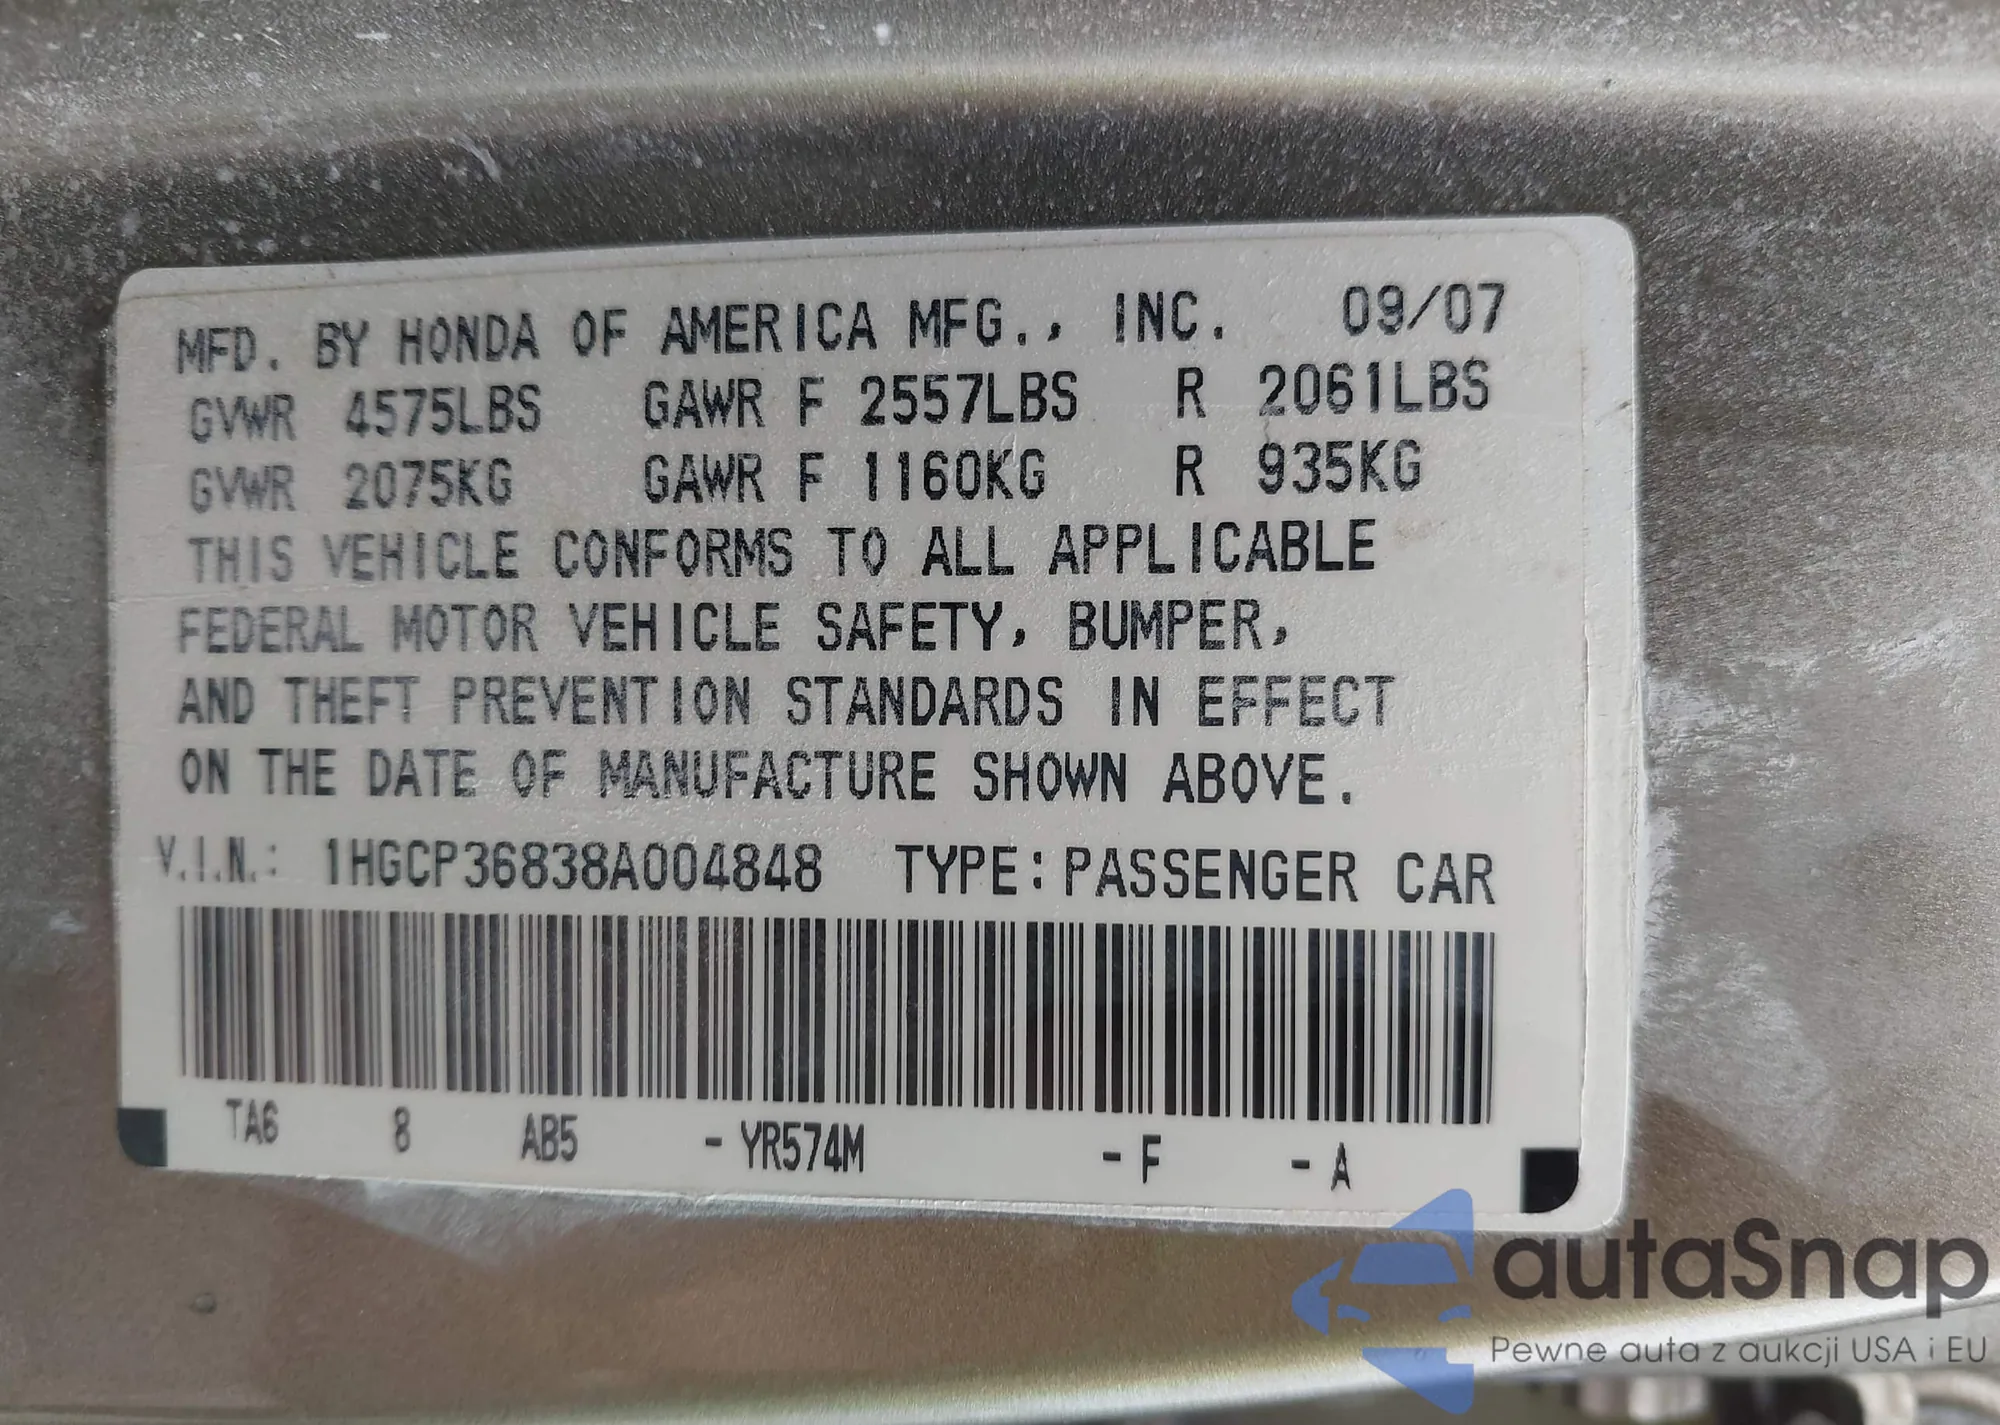 MFD. BY HONDA OF AMERICA MFG., INC. 09/07
GVWR 4575LBS GAWR F 2557LBS R 2061LBS
GVWR 2075KG GAWR F 1160KG R 935KG
THIS VEHICLE CONFORMS TO ALL APPLICABLE
FEDERAL MOTOR VEHICLE SAFETY, BUMPER,
AND THEFT PREVENTION STANDARDS IN EFFECT
ON THE DATE OF MANUFACTURE SHOWN ABOVE.
V.I.N.: 1HGCP36838A004848 TYPE: PASSENGER CAR
TA6 8 AB5 - YR574M - F - A
autaSnap
Pewne auta z aukcji USA i EU